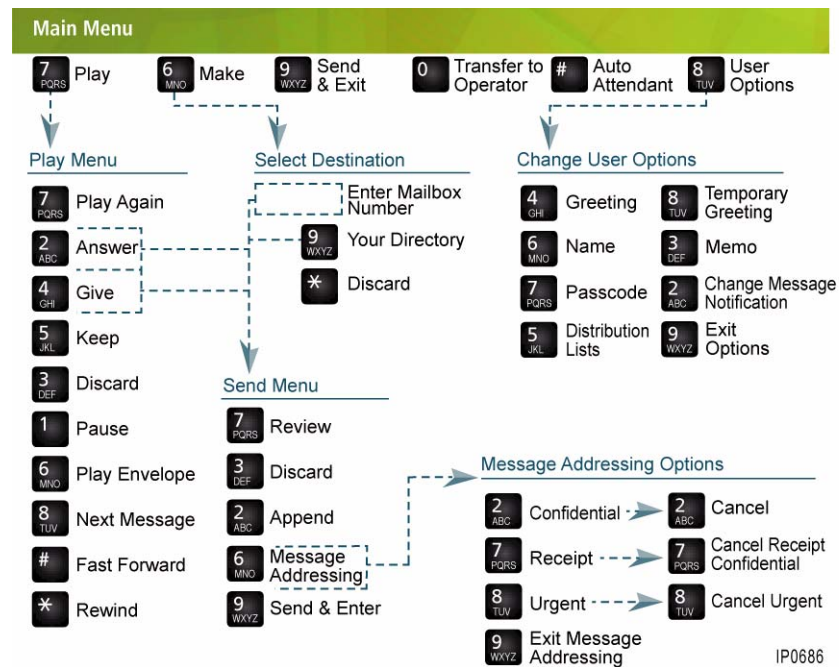 Main Menu
7 PQRS Play
6 MNO Make
9 WXYZ Send
& Exit
0 Transfer to
Operator
# Auto
Attendant
8 TUV User
Options
Play Menu
7 PQRS Play Again
2 ABC Answer
4 GHI Give
5 JKL Keep
3 DEF Discard
1 Pause
6 MNO Play Envelope
8 TUV Next Message
# Fast Forward
* Rewind
Select Destination
Enter Mailbox
Number
9 WXYZ Your Directory
* Discard
Send Menu
7 PQRS Review
3 DEF Discard
2 ABC Append
6 MNO Message
Addressing
9 WXYZ Send & Enter
Change User Options
4 GHI Greeting
6 MNO Name
7 PQRS Passcode
5 JKL Distribution
Lists
8 TUV Temporary
Greeting
3 DEF Memo
2 ABC Change Message
Notification
9 WXYZ Exit
Options
Message Addressing Options
2 ABC Confidential
2 ABC Cancel
7 PQRS Receipt
7 PQRS Cancel Receipt
Confidential
8 TUV Urgent
8 TUV Cancel Urgent
9 WXYZ Exit Message
Addressing
IP0686